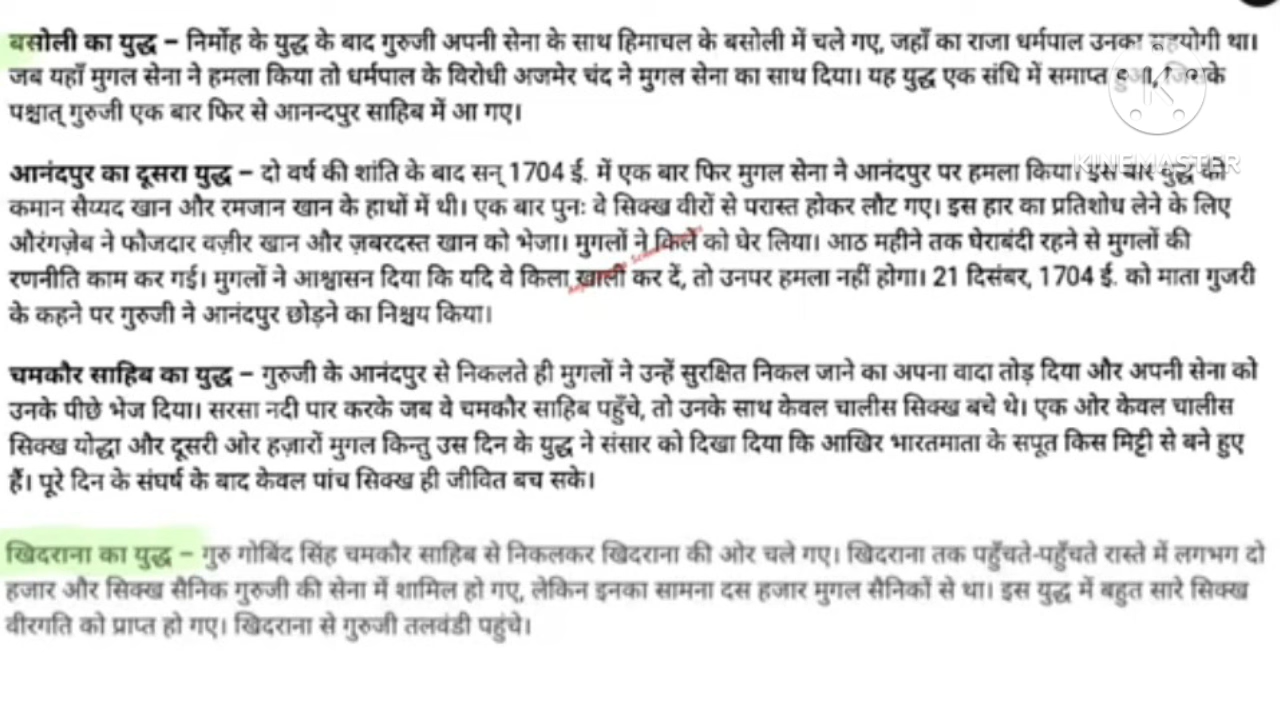 बसोली का युद्ध – निर्मोह के युद्ध के बाद गुरुजी अपनी सेना के साथ हिमाचल के बसोली में चले गए, जहाँ का राजा धर्मपाल उनका सहयोगी था।
जब यहाँ मुगल सेना ने हमला किया तो धर्मपाल के विरोधी अजमेर चंद ने मुगल सेना का साथ दिया। यह युद्ध एक संधि में समाप्त हुआ, जिसके
पश्चात् गुरुजी एक बार फिर से आनन्दपुर साहिब में आ गए।
KINEMASTER
आनंदपुर का दूसरा युद्ध – दो वर्ष की शांति के बाद सन् 1704 ई. में एक बार फिर मुगल सेना ने आनंदपुर पर हमला किया। इस बार युद्ध की
कमान सैय्यद खान और रमजान खान के हाथों में थी। एक बार पुनः वे सिक्ख वीरों से परास्त होकर लौट गए। इस हार का प्रतिशोध लेने के लिए
औरंगज़ेब ने फौजदार वज़ीर खान और ज़बरदस्त खान को भेजा। मुगलों ने किले को घेर लिया। आठ महीने तक घेराबंदी रहने से मुगलों की
रणनीति काम कर गई। मुगलों ने आश्वासन दिया कि यदि वे किला खाली कर दें, तो उनपर हमला नहीं होगा। 21 दिसंबर, 1704 ई. को माता गुजरी
के कहने पर गुरुजी ने आनंदपुर छोड़ने का निश्चय किया।
चमकौर साहिब का युद्ध – गुरुजी के आनंदपुर से निकलते ही मुगलों ने उन्हें सुरक्षित निकल जाने का अपना वादा तोड़ दिया और अपनी सेना को
उनके पीछे भेज दिया। सरसा नदी पार करके जब वे चमकौर साहिब पहुँचे, तो उनके साथ केवल चालीस सिक्ख बचे थे। एक ओर केवल चालीस
सिक्ख योद्धा और दूसरी ओर हज़ारों मुगल किन्तु उस दिन के युद्ध ने संसार को दिखा दिया कि आखिर भारतमाता के सपूत किस मिट्टी से बने हुए
हैं। पूरे दिन के संघर्ष के बाद केवल पांच सिक्ख ही जीवित बच सके।
खिदराना का युद्ध – गुरु गोबिंद सिंह चमकौर साहिब से निकलकर खिदराना की ओर चले गए। खिदराना तक पहुँचते-पहुँचते रास्ते में लगभग दो
हजार और सिक्ख सैनिक गुरुजी की सेना में शामिल हो गए, लेकिन इनका सामना दस हजार मुगल सैनिकों से था। इस युद्ध में बहुत सारे सिक्ख
वीरगति को प्राप्त हो गए। खिदराना से गुरुजी तलवंडी पहुंचे।